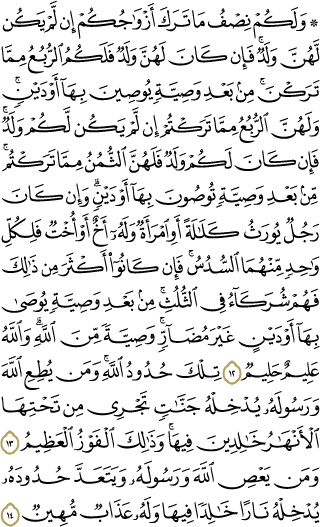 ۞ وَلَكُمْ نِصْفُ مَا تَرَكَ أَزْوَٰجُكُمْ إِن لَّمْ يَكُن
لَّهُنَّ وَلَدٌ ۚ فَإِن كَانَ لَهُنَّ وَلَدٌ فَلَكُمُ ٱلرُّبُعُ مِمَّا
تَرَكْنَ ۚ مِنۢ بَعْدِ وَصِيَّةٍ يُوصِينَ بِهَآ أَوْ دَيْنٍ ۚ
وَلَهُنَّ ٱلرُّبُعُ مِمَّا تَرَكْتُمْ إِن لَّمْ يَكُن لَّكُمْ وَلَدٌ ۚ
فَإِن كَانَ لَكُمْ وَلَدٌ فَلَهُنَّ ٱلثُّمُنُ مِمَّا تَرَكْتُم ۚ
مِّنۢ بَعْدِ وَصِيَّةٍ تُوصُونَ بِهَآ أَوْ دَيْنٍ ۗ وَإِن كَانَ
رَجُلٌ يُورَثُ كَلَٰلَةً أَوِ ٱمْرَأَةٌ وَلَهُۥٓ أَخٌ أَوْ أُخْتٌ فَلِكُلِّ
وَٰحِدٍ مِّنْهُمَا ٱلسُّدُسُ ۚ فَإِن كَانُوٓا۟ أَكْثَرَ مِن ذَٰلِكَ
فَهُمْ شُرَكَآءُ فِى ٱلثُّلُثِ ۚ مِنۢ بَعْدِ وَصِيَّةٍ يُوصَىٰ
بِهَآ أَوْ دَيْنٍ غَيْرَ مُضَآرٍّ ۚ وَصِيَّةً مِّنَ ٱللَّهِ ۗ وَٱللَّهُ
عَلِيمٌ حَلِيمٌ ١٢ تِلْكَ حُدُودُ ٱللَّهِ ۚ وَمَن يُطِعِ ٱللَّهَ
وَرَسُولَهُۥ يُدْخِلْهُ جَنَّٰتٍ تَجْرِى مِن تَحْتِهَا
ٱلْأَنْهَٰرُ خَٰلِدِينَ فِيهَا ۚ وَذَٰلِكَ ٱلْفَوْزُ ٱلْعَظِيمُ ١٣
وَمَن يَعْصِ ٱللَّهَ وَرَسُولَهُۥ وَيَتَعَدَّ حُدُودَهُۥ
يُدْخِلْهُ نَارًا خَٰلِدًا فِيهَا وَلَهُۥ عَذَابٌ مُّهِينٌ ١٤